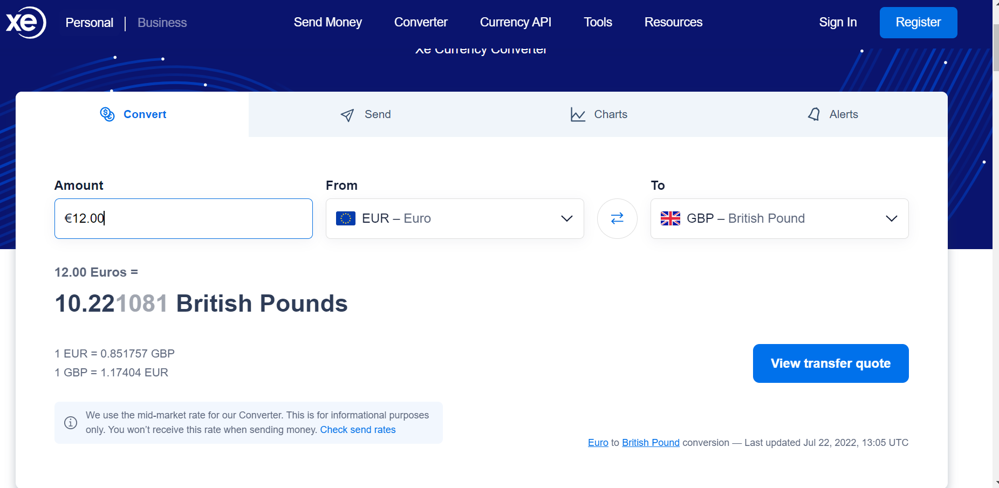 xe Personal | Business Send Money Converter Currency API Tools Resources Sign In Register
Xe Currency Converter
Convert Send Charts Alerts
Amount From To
€12.00 EUR – Euro GBP – British Pound
12.00 Euros =
10.221081 British Pounds
1 EUR = 0.851757 GBP
1 GBP = 1.17404 EUR
View transfer quote
We use the mid-market rate for our Converter. This is for informational purposes
only. You won’t receive this rate when sending money. Check send rates
Euro to British Pound conversion — Last updated Jul 22, 2022, 13:05 UTC